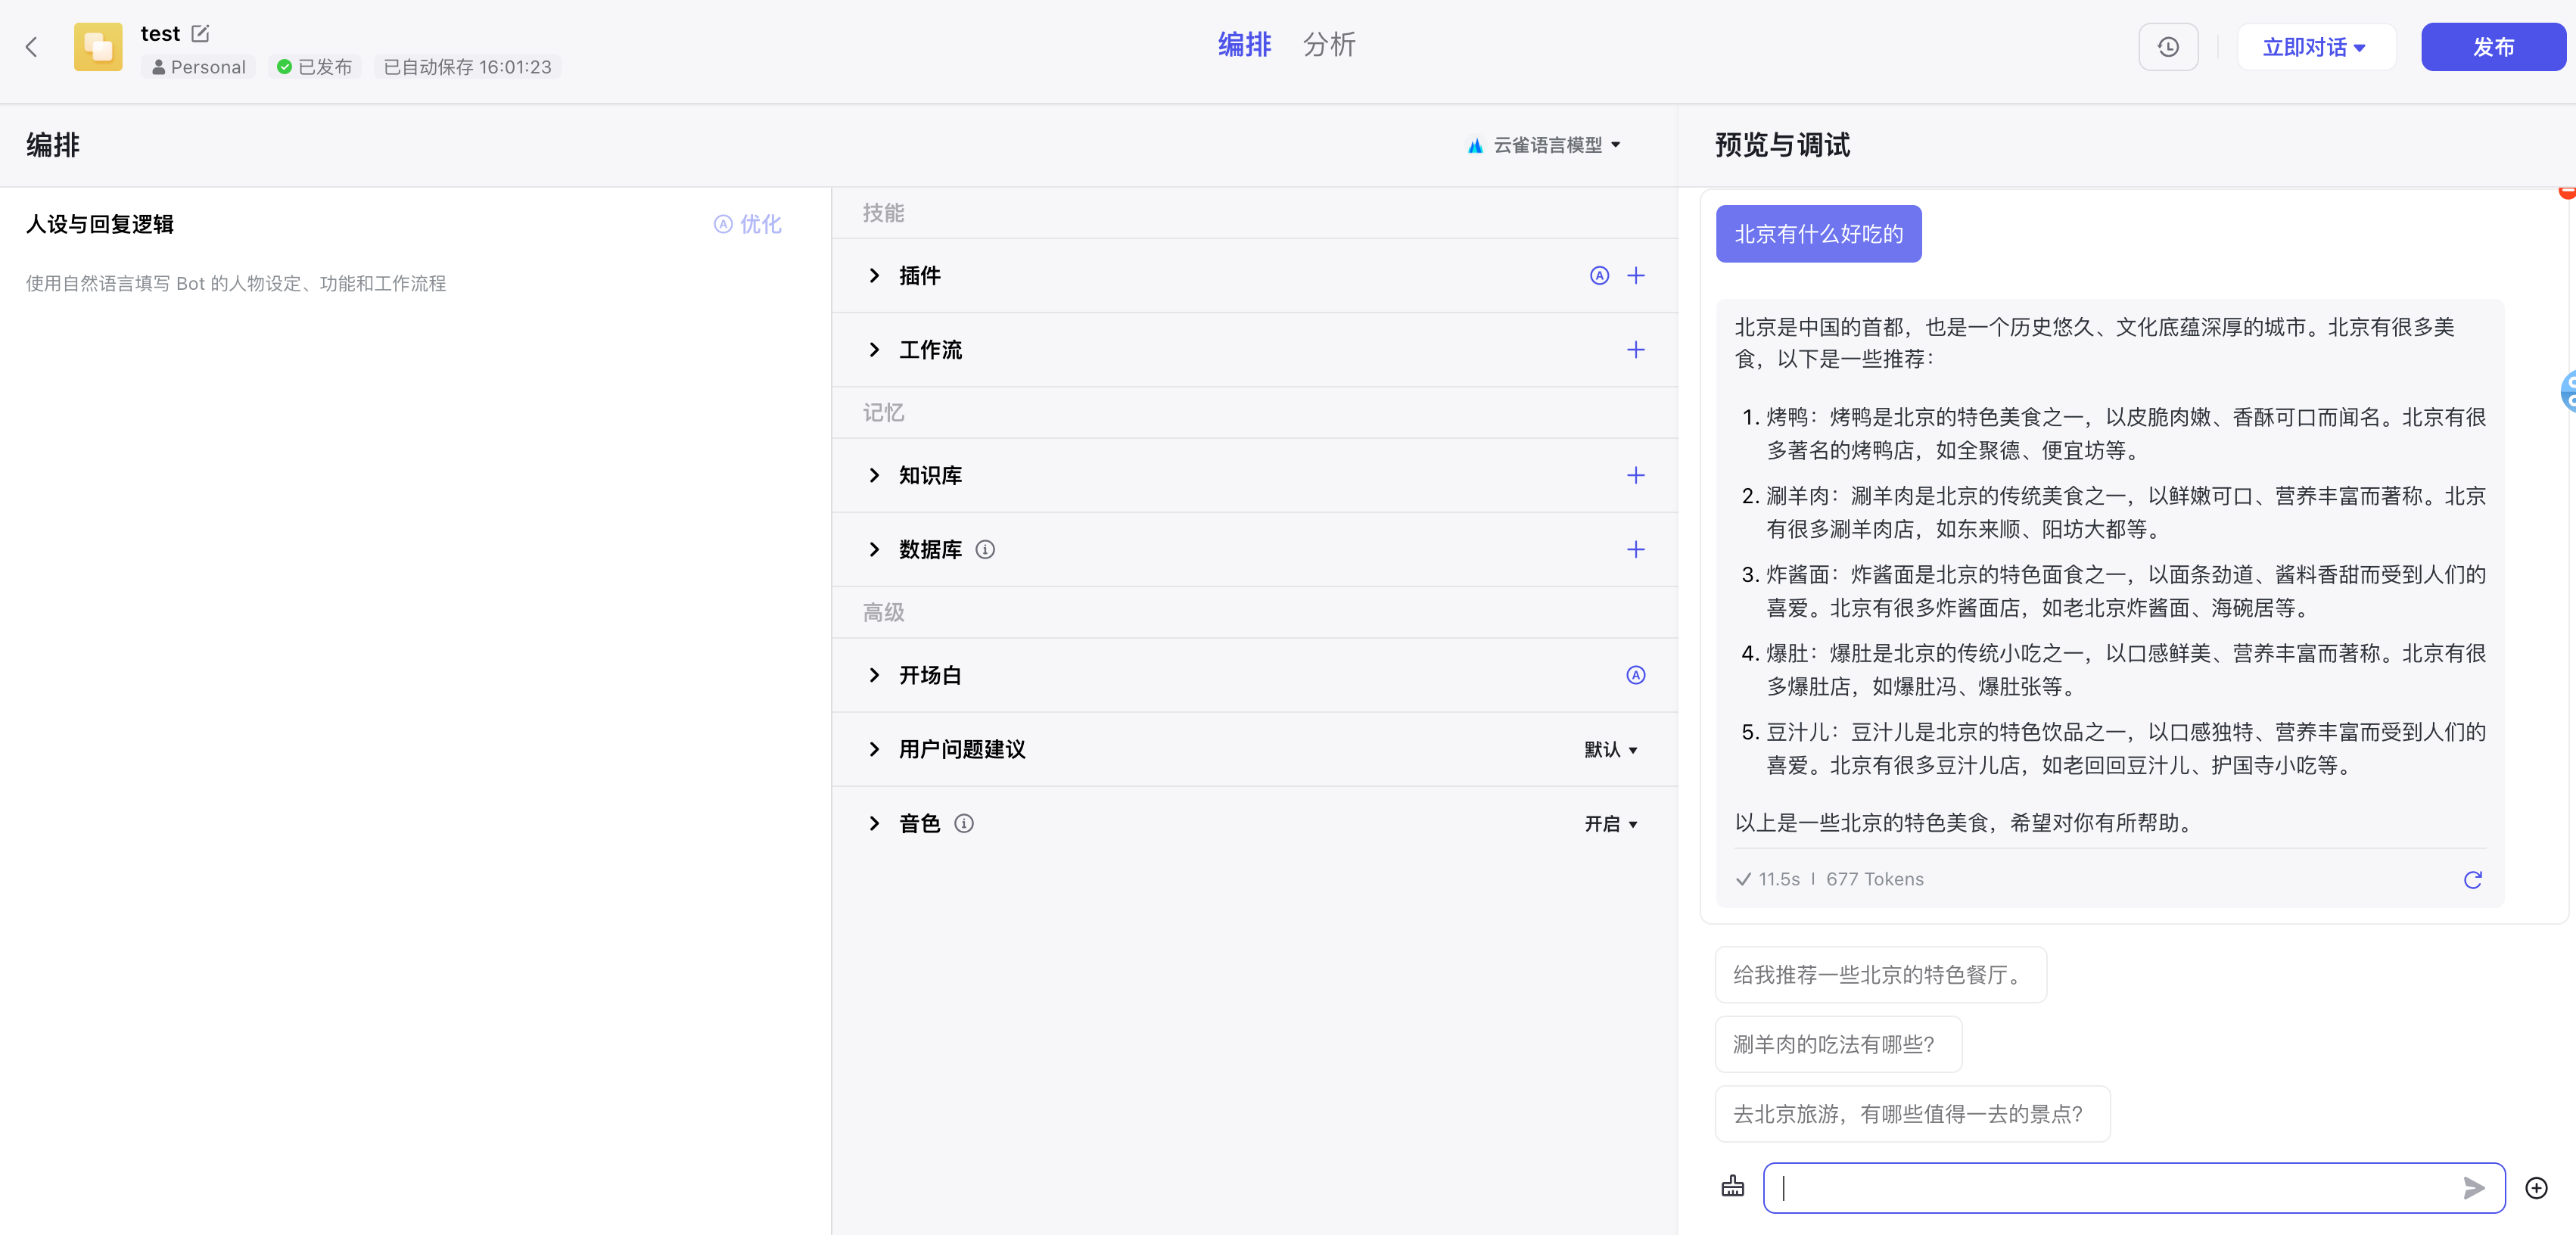 test
Personal
已发布
已自动保存 16:01:23
编排
分析
立即对话
发布
编排
云雀语言模型
预览与调试
人设与回复逻辑
优化
使用自然语言填写 Bot 的人物设定、功能和工作流程
技能
插件
工作流
记忆
知识库
数据库
高级
开场白
用户问题建议
默认
音色
开启
北京有什么好吃的
北京是中国的首都，也是一个历史悠久、文化底蕴深厚的城市。北京有很多美
食，以下是一些推荐：
1. 烤鸭：烤鸭是北京的特色美食之一，以皮脆肉嫩、香酥可口而闻名。北京有很
多著名的烤鸭店，如全聚德、便宜坊等。
2. 涮羊肉：涮羊肉是北京的传统美食之一，以鲜嫩可口、营养丰富而著称。北京
有很多涮羊肉店，如东来顺、阳坊大都等。
3. 炸酱面：炸酱面是北京的特色面食之一，以面条劲道、酱料香甜而受到人们的
喜爱。北京有很多炸酱面店，如老北京炸酱面、海碗居等。
4. 爆肚：爆肚是北京的传统小吃之一，以口感鲜美、营养丰富而著称。北京有很
多爆肚店，如爆肚冯、爆肚张等。
5. 豆汁儿：豆汁儿是北京的特色饮品之一，以口感独特、营养丰富而受到人们的
喜爱。北京有很多豆汁儿店，如老回回豆汁儿、护国寺小吃等。
以上是一些北京的特色美食，希望对你有所帮助。
11.5s | 677 Tokens
给我推荐一些北京的特色餐厅。
涮羊肉的吃法有哪些？
去北京旅游，有哪些值得一去的景点？